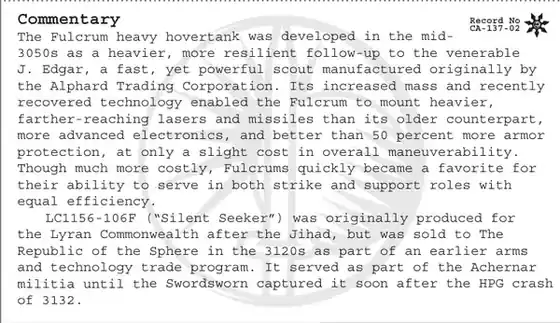 Commentary
Record No
CA-137-02
The Fulcrum heavy hovertank was developed in the mid-
3050s as a heavier, more resilient follow-up to the venerable
J. Edgar, a fast, yet powerful scout manufactured originally by
the Alphard Trading Corporation. Its increased mass and recently
recovered technology enabled the Fulcrum to mount heavier,
farther-reaching lasers and missiles than its older counterpart,
more advanced electronics, and better than 50 percent more armor
protection, at only a slight cost in overall maneuverability.
Though much more costly, Fulcrums quickly became a favorite for
their ability to serve in both strike and support roles with
equal efficiency.
LC1156-106F (“Silent Seeker”) was originally produced for
the Lyran Commonwealth after the Jihad, but was sold to The
Republic of the Sphere in the 3120s as part of an earlier arms
and technology trade program. It served as part of the Achernar
militia until the Swordsworn captured it soon after the HPG crash
of 3132.